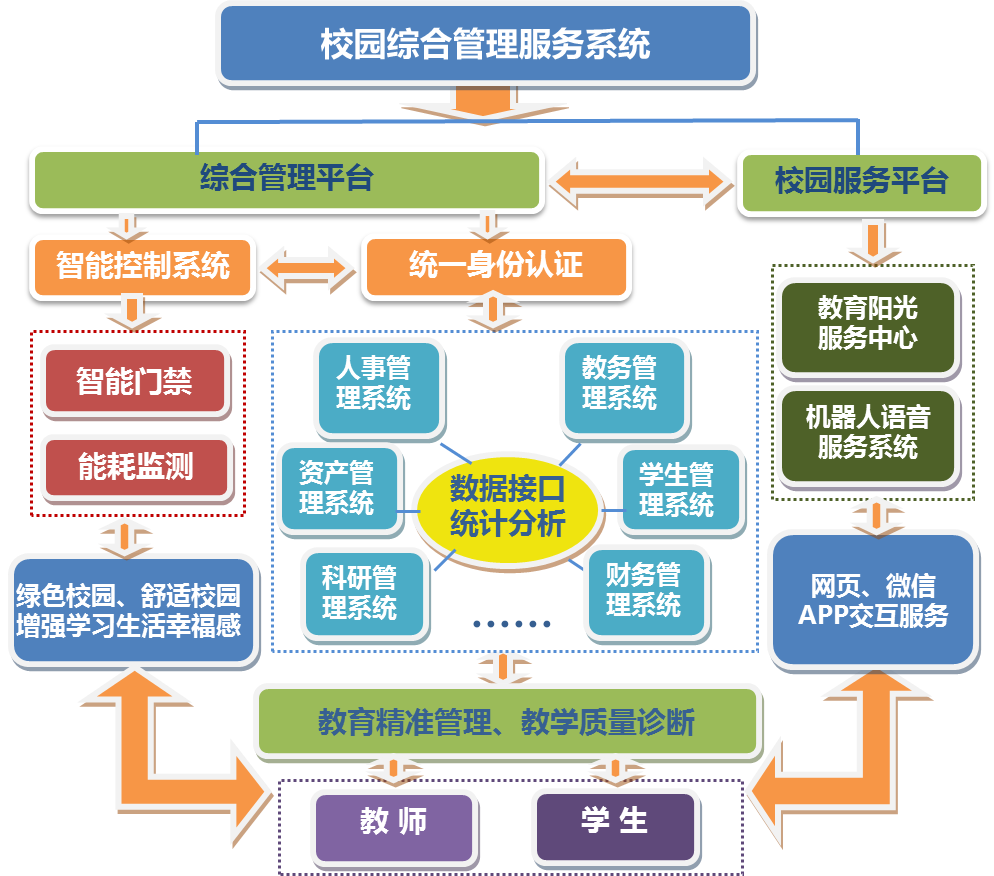 校园综合管理服务系统
综合管理平台
校园服务平台
智能控制系统
统一身份认证
智能门禁
能耗监测
人事管
理系统
教务管
理系统
资产管
理系统
数据接口
统计分析
学生管
理系统
科研管
理系统
财务管
理系统
……
教育阳光
服务中心
机器人语音
服务系统
绿色校园、舒适校园
增强学习生活幸福感
网页、微信
APP交互服务
教育精准管理、教学质量诊断
教 师
学 生